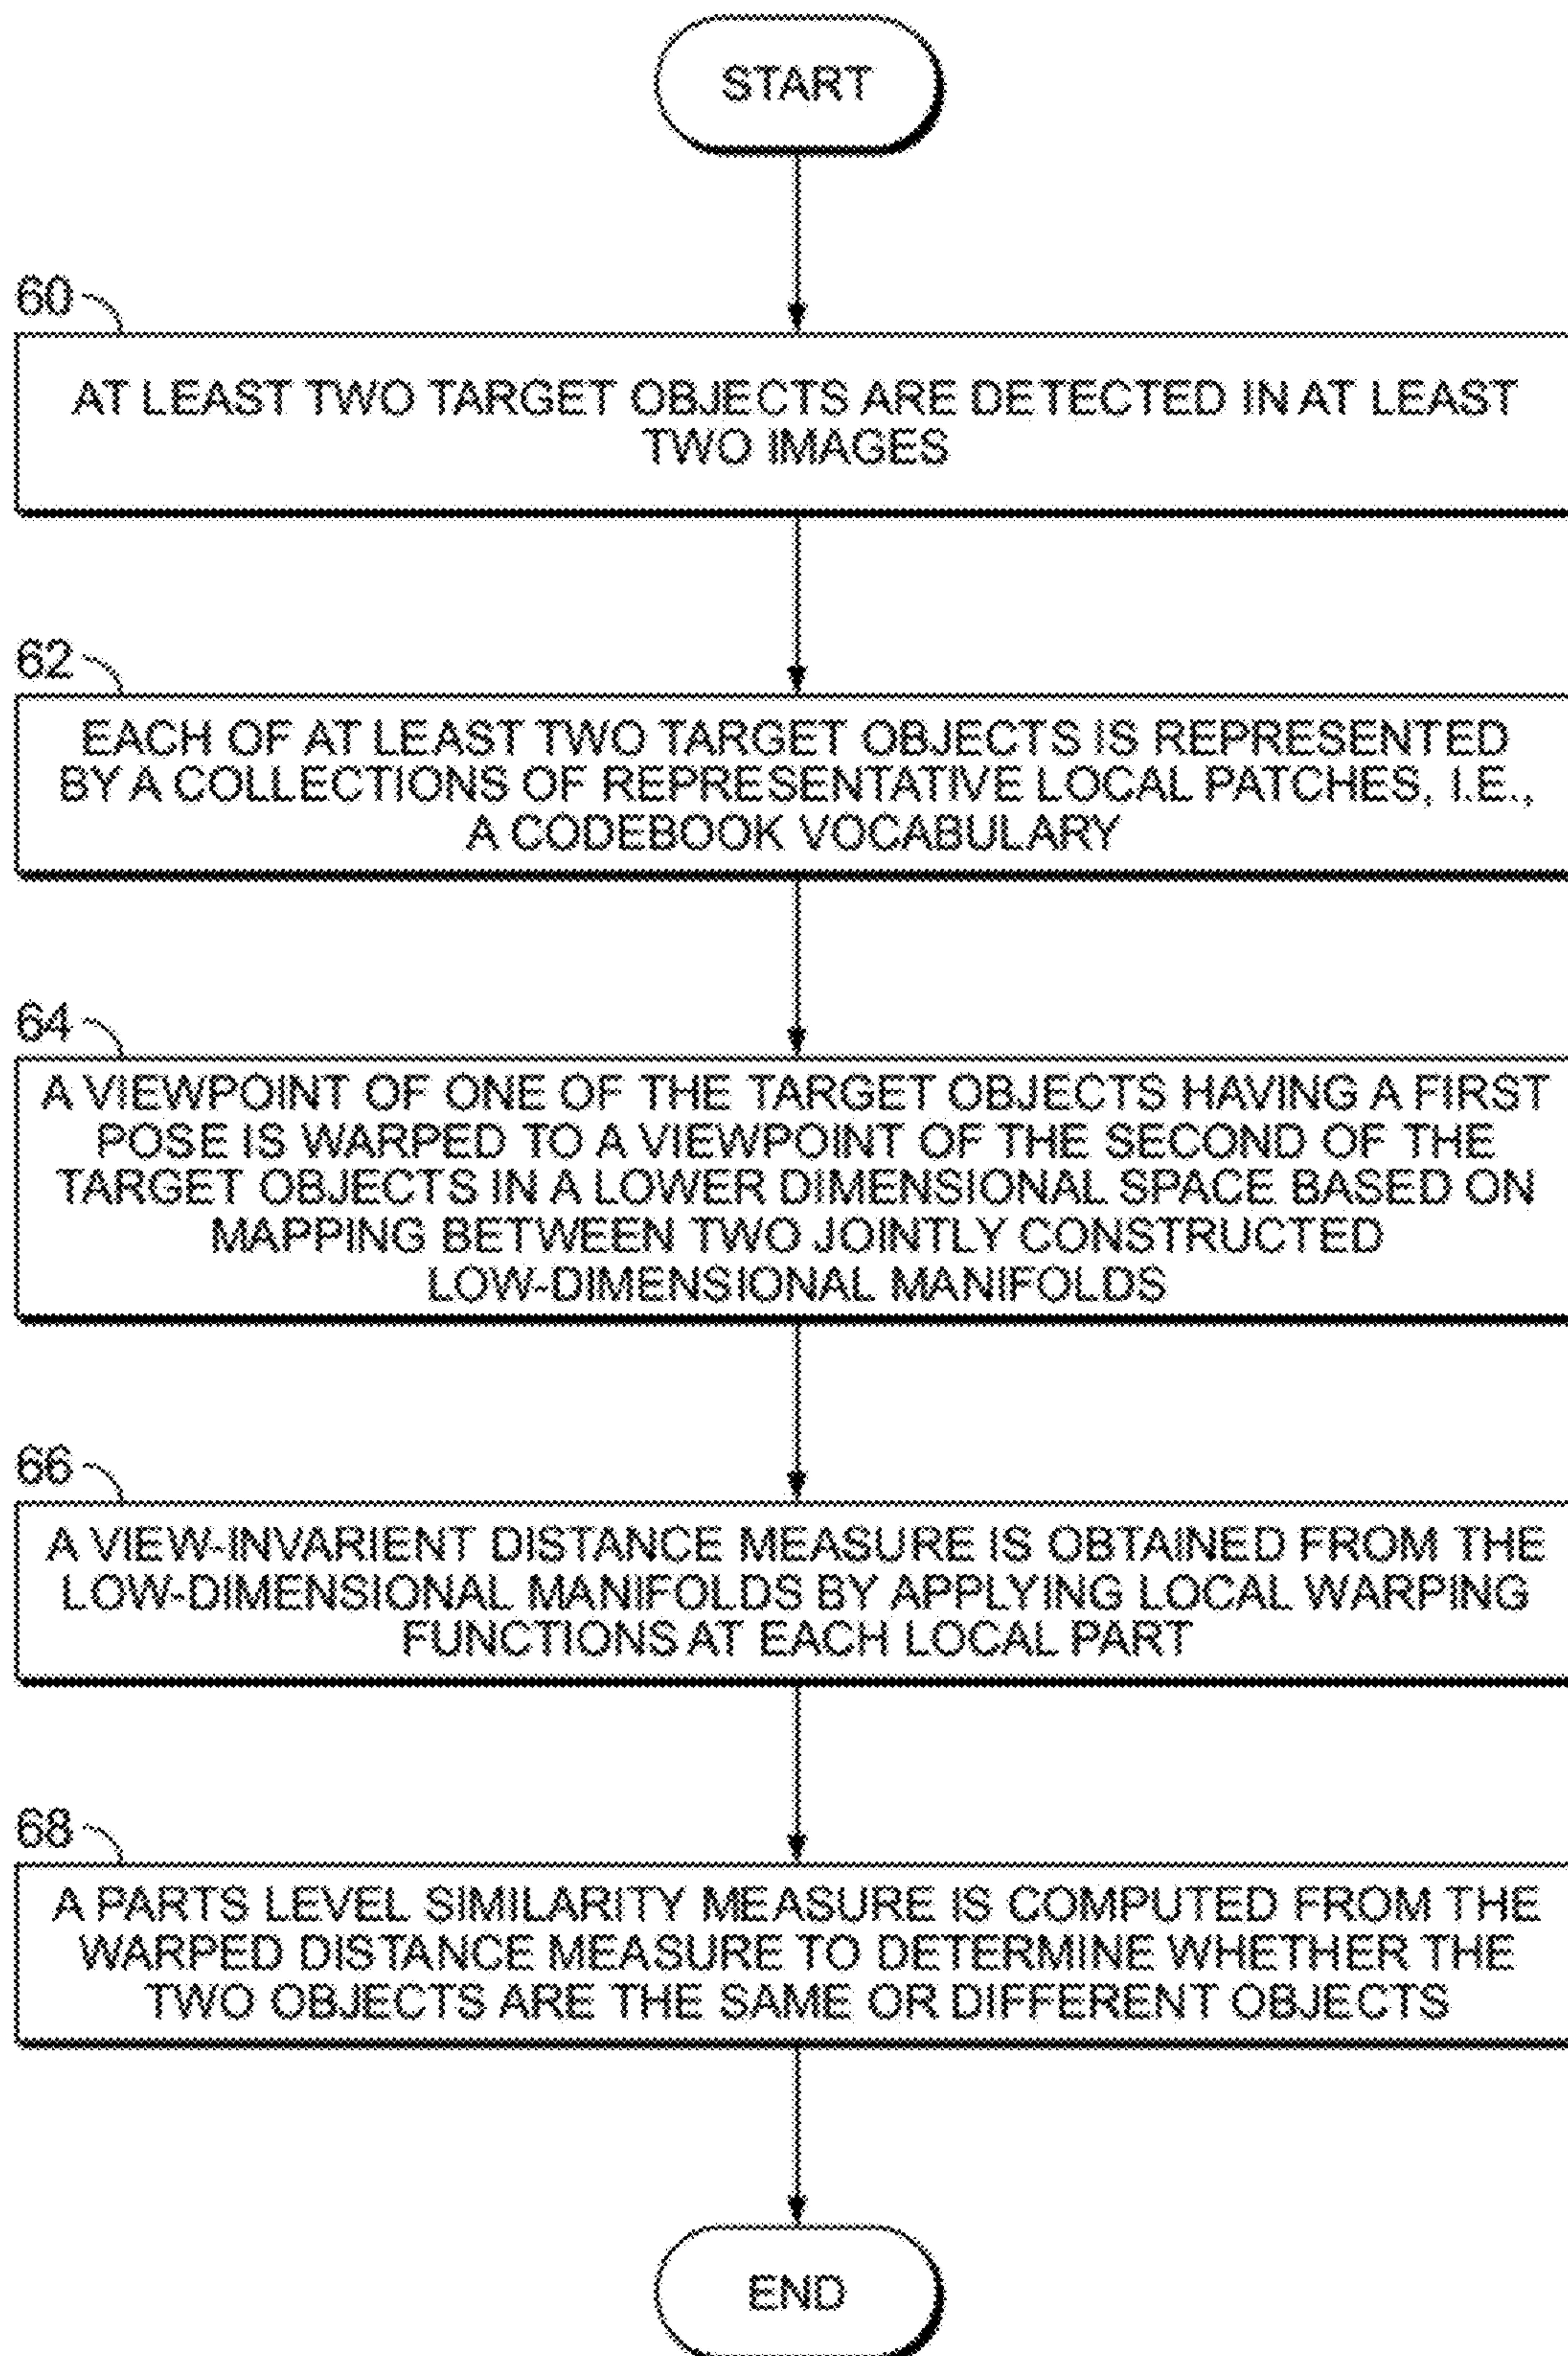 START
60
AT LEAST TWO TARGET OBJECTS ARE DETECTED IN AT LEAST
TWO IMAGES
62
EACH OF AT LEAST TWO TARGET OBJECTS IS REPRESENTED
BY A COLLECTIONS OF REPRESENTATIVE LOCAL PATCHES, I.E.,
A CODEBOOK VOCABULARY
64
A VIEWPOINT OF ONE OF THE TARGET OBJECTS HAVING A FIRST
POSE IS WARPED TO A VIEWPOINT OF THE SECOND OF THE
TARGET OBJECTS IN A LOWER DIMENSIONAL SPACE BASED ON
MAPPING BETWEEN TWO JOINTLY CONSTRUCTED
LOW-DIMENSIONAL MANIFOLDS
66
A VIEW-INVARIENT DISTANCE MEASURE IS OBTAINED FROM THE
LOW-DIMENSIONAL MANIFOLDS BY APPLYING LOCAL WARPING
FUNCTIONS AT EACH LOCAL PART
68
A PARTS LEVEL SIMILARITY MEASURE IS COMPUTED FROM THE
WARPED DISTANCE MEASURE TO DETERMINE WHETHER THE
TWO OBJECTS ARE THE SAME OR DIFFERENT OBJECTS
END